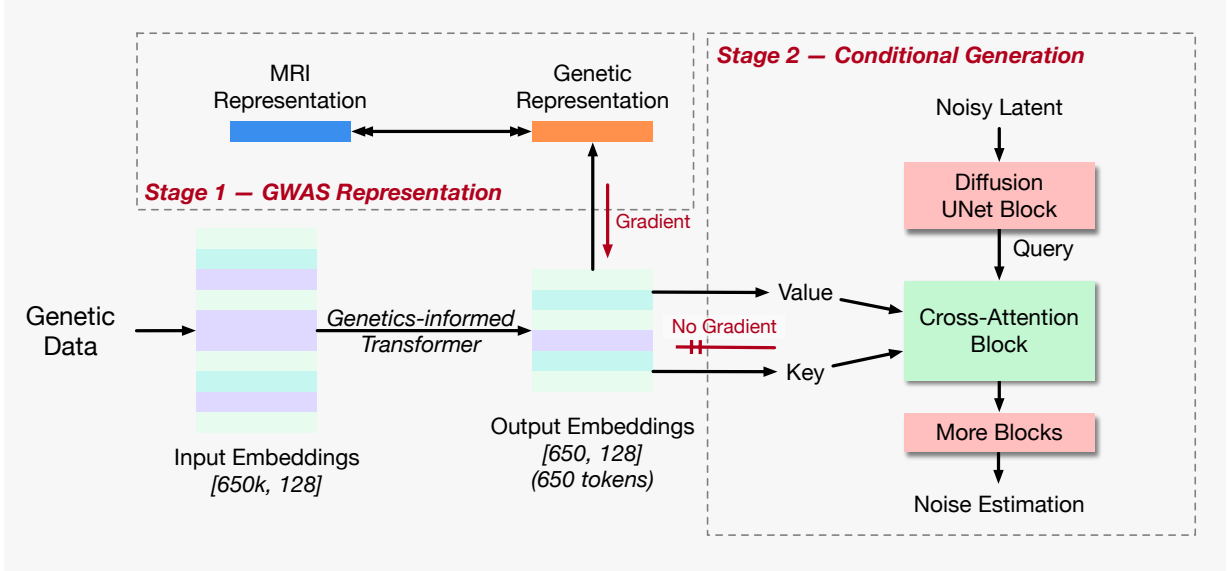 Stage 2 — Conditional Generation
MRI
Representation
Genetic
Representation
Stage 1 — GWAS Representation
Gradient
Genetic
Data
Genetics-informed
Transformer
Input Embeddings
[650k, 128]
Output Embeddings
[650, 128]
(650 tokens)
No Gradient
Value
Key
Noisy Latent
Diffusion
UNet Block
Query
Cross-Attention
Block
More Blocks
Noise Estimation